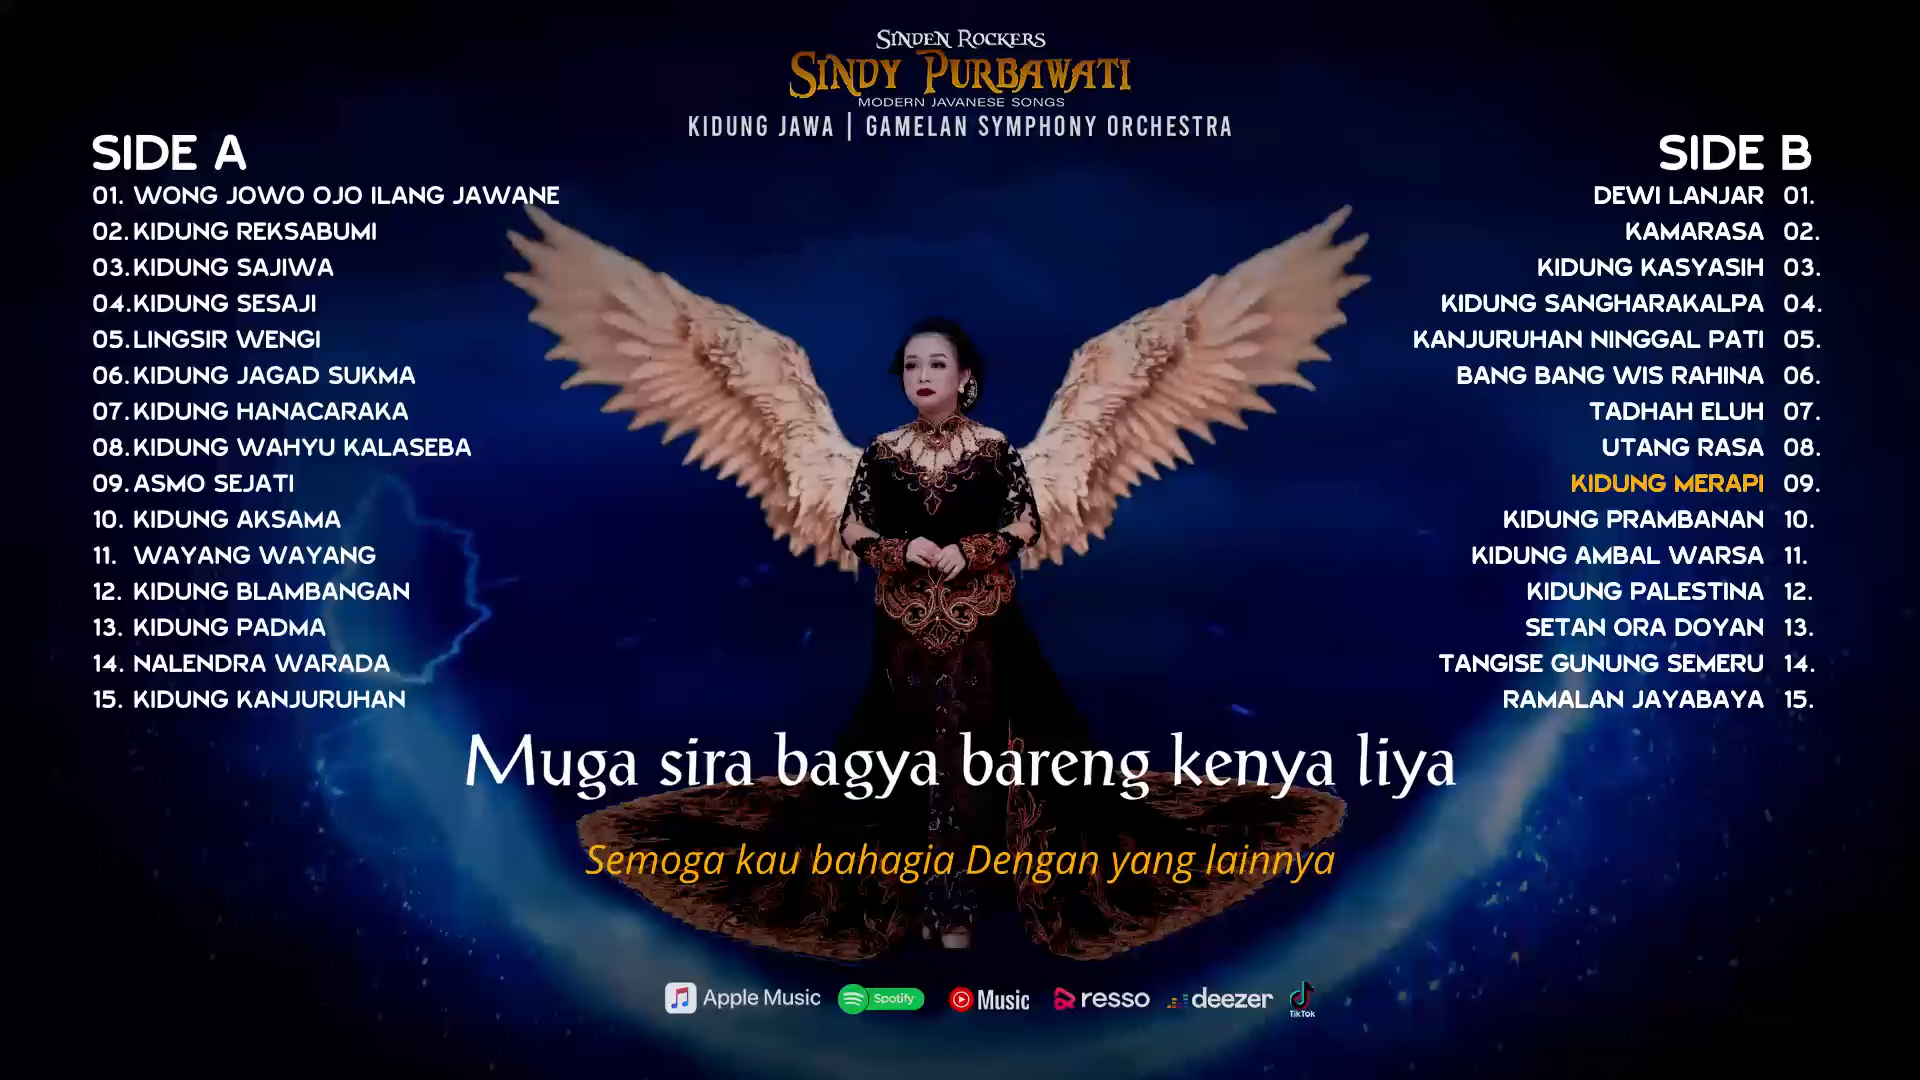 SINDEN ROCKERS
SINDY PURBAWATI
MODERN JAVANESE SONGS
KIDUNG JAWA | GAMELAN SYMPHONY ORCHESTRA
SIDE A
01. WONG JOWO OJO ILANG JAWANE
02. KIDUNG REKSABUMI
03. KIDUNG SAJIWA
04. KIDUNG SESAJI
05. LINGSIR WENGI
06. KIDUNG JAGAD SUKMA
07. KIDUNG HANACARAKA
08. KIDUNG WAHYU KALASEBA
09. ASMO SEJATI
10. KIDUNG AKSAMA
11. WAYANG WAYANG
12. KIDUNG BLAMBANGAN
13. KIDUNG PADMA
14. NALENDRA WARADA
15. KIDUNG KANJURUHAN
SIDE B
DEWI LANJAR 01.
KAMARASA 02.
KIDUNG KASYASIH 03.
KIDUNG SANGHARAKALPA 04.
KANJURUHAN NINGGAL PATI 05.
BANG BANG WIS RAHINA 06.
TADHAH ELUH 07.
UTANG RASA 08.
KIDUNG MERAPI 09.
KIDUNG PRAMBANAN 10.
KIDUNG AMBAL WARSA 11.
KIDUNG PALESTINA 12.
SETAN ORA DOYAN 13.
TANGISE GUNUNG SEMERU 14.
RAMALAN JAYABAYA 15.
Muga sira bagya bareng kenya liya
Semoga kau bahagia Dengan yang lainnya
Apple Music Spotify Music resso deezer TikTok